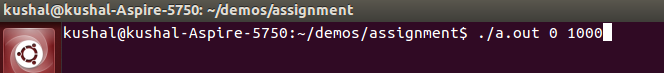 kushal@kushal-Aspire-5750: ~/demos/assignment
kushal@kushal-Aspire-5750:~/demos/assignment$ ./a.out 0 1000